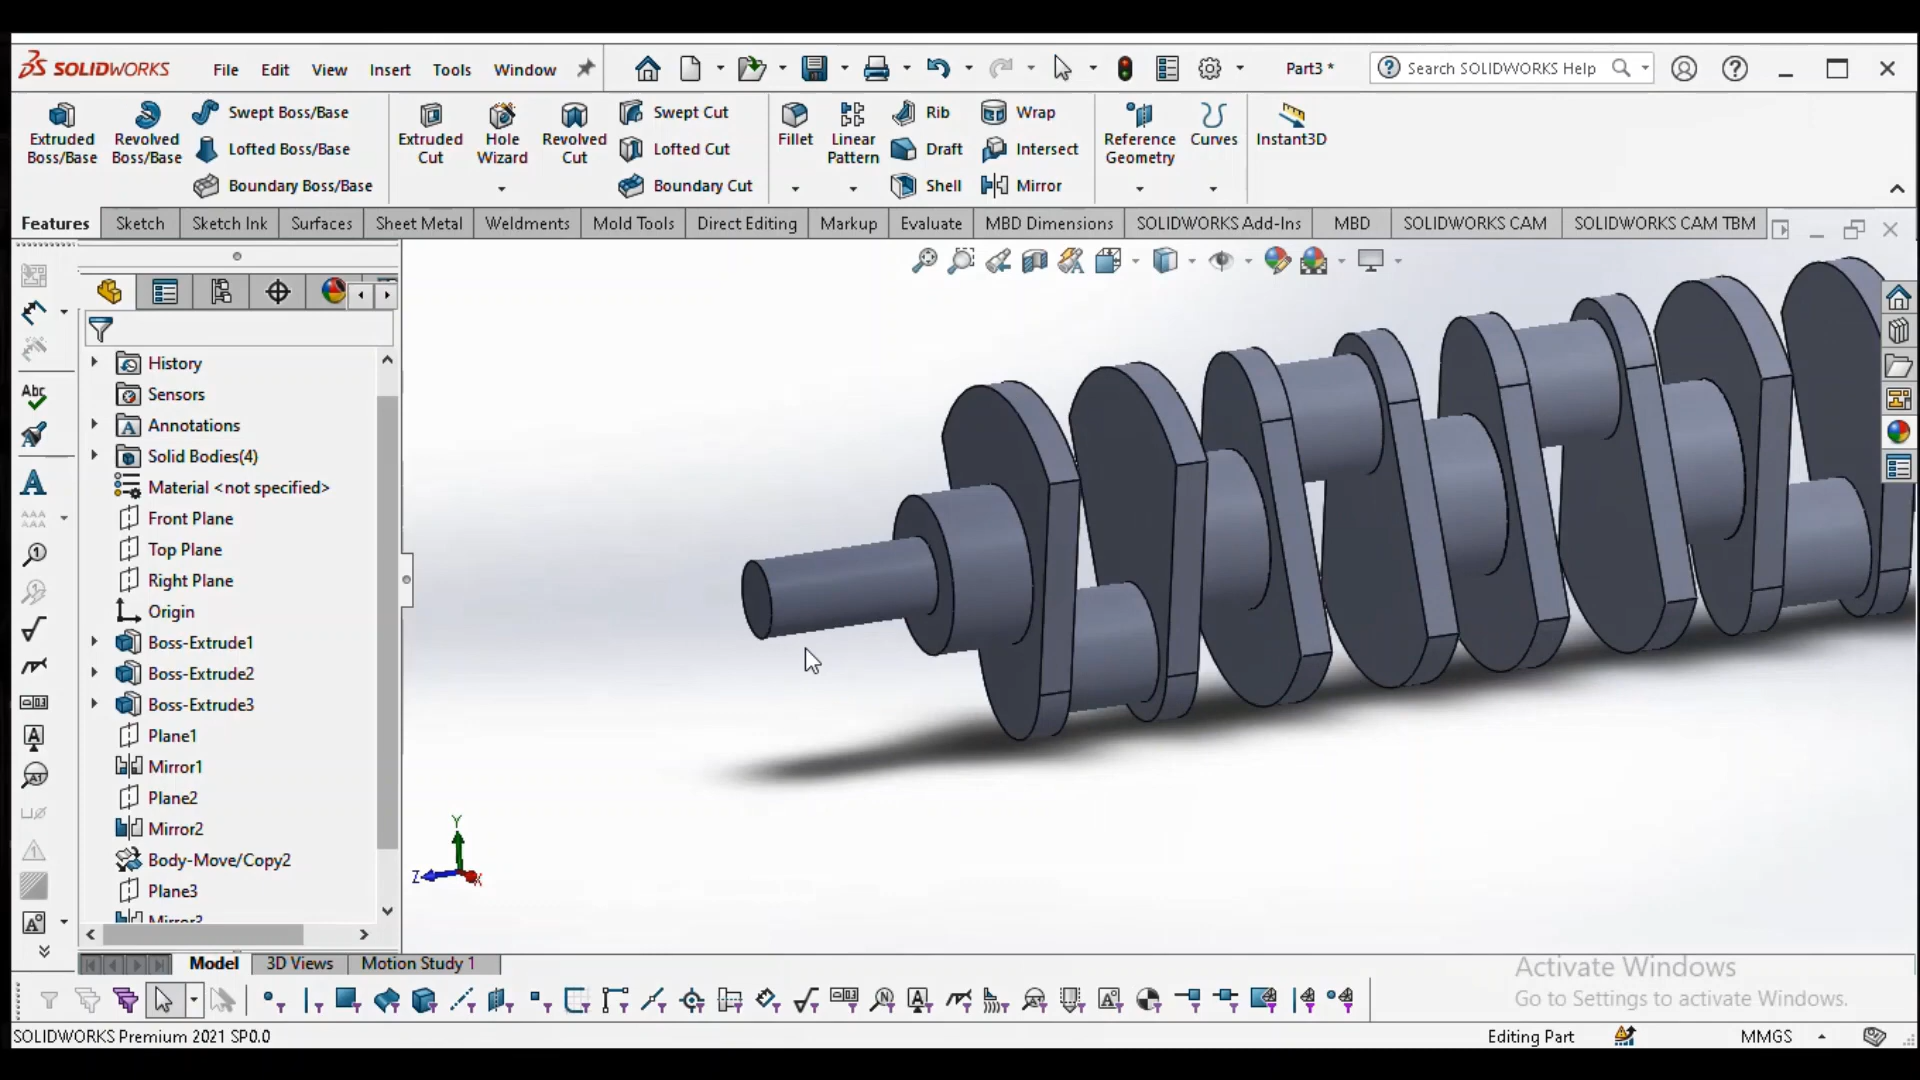 SOLIDWORKS File Edit View Insert Tools Window Part3 * Search SOLIDWORKS Help
Extruded Boss/Base
Revolved Boss/Base
Swept Boss/Base
Lofted Boss/Base
Boundary Boss/Base
Extruded Cut
Hole Wizard
Revolved Cut
Swept Cut
Lofted Cut
Boundary Cut
Fillet
Linear Pattern
Rib
Draft
Shell
Wrap
Intersect
Mirror
Reference Geometry
Curves
Instant3D
Features Sketch Sketch Ink Surfaces Sheet Metal Weldments Mold Tools Direct Editing Markup Evaluate MBD Dimensions SOLIDWORKS Add-Ins MBD SOLIDWORKS CAM SOLIDWORKS CAM TBM
History
Sensors
Annotations
Solid Bodies(4)
Material <not specified>
Front Plane
Top Plane
Right Plane
Origin
Boss-Extrude1
Boss-Extrude2
Boss-Extrude3
Plane1
Mirror1
Plane2
Mirror2
Body-Move/Copy2
Plane3
Mirror3
Abc
Y
Z
X
Model 3D Views Motion Study 1
Activate Windows
Go to Settings to activate Windows.
SOLIDWORKS Premium 2021 SP0.0 Editing Part MMGS